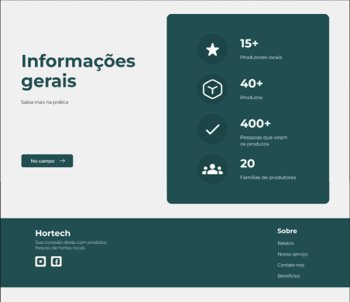 Informações
gerais
Saiba mais na prática
No campo
15+
Produtores locais
40+
Produtos
400+
Pessoas que viram
os produtos
20
Famílias de produtores
Hortech
Sua conexão direta com produtos
frescos de hortas locais
Sobre
Relatos
Nosso serviço
Contate-nos
Benefícios